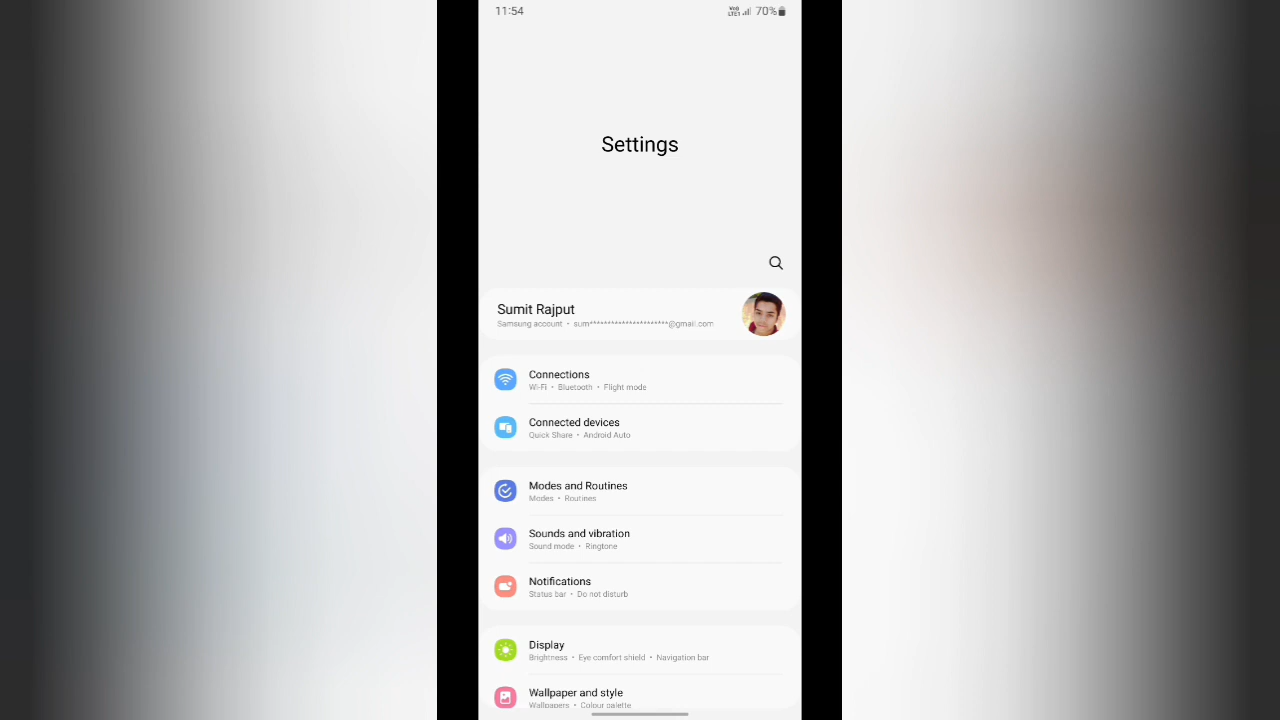 11:54
Vo))
LTE1
70%
Settings
Sumit Rajput
Samsung account • sum**********************@gmail.com
Connections
Wi-Fi • Bluetooth • Flight mode
Connected devices
Quick Share • Android Auto
Modes and Routines
Modes • Routines
Sounds and vibration
Sound mode • Ringtone
Notifications
Status bar • Do not disturb
Display
Brightness • Eye comfort shield • Navigation bar
Wallpaper and style
Wallpapers • Colour palette